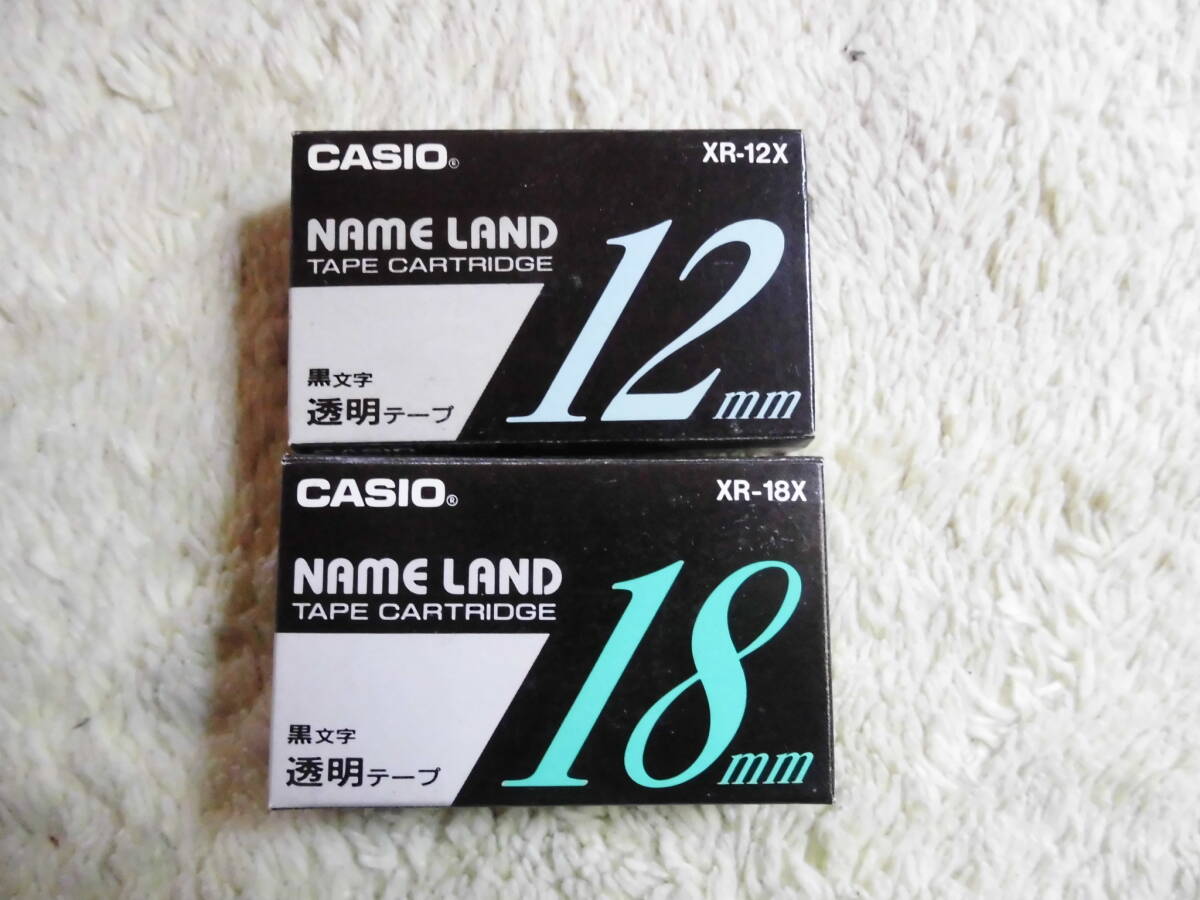 CASIO® XR-12X
NAME LAND
TAPE CARTRIDGE
12mm
黒文字
透明テープ
CASIO
CASIO® XR-18X
NAME LAND
TAPE CARTRIDGE
18mm
黒文字
透明テープ